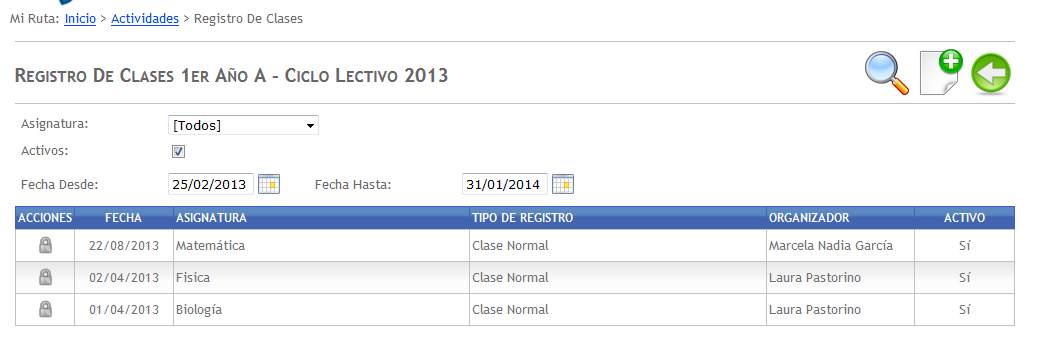 Mi Ruta: Inicio > Actividades > Registro De Clases
Registro De Clases 1er Año A - Ciclo Lectivo 2013
Asignatura: [Todos]
Activos:
Fecha Desde: 25/02/2013 Fecha Hasta: 31/01/2014
ACCIONES FECHA ASIGNATURA TIPO DE REGISTRO ORGANIZADOR ACTIVO
22/08/2013 Matemática Clase Normal Marcela Nadia García Sí
02/04/2013 Fisica Clase Normal Laura Pastorino Sí
01/04/2013 Biología Clase Normal Laura Pastorino Sí